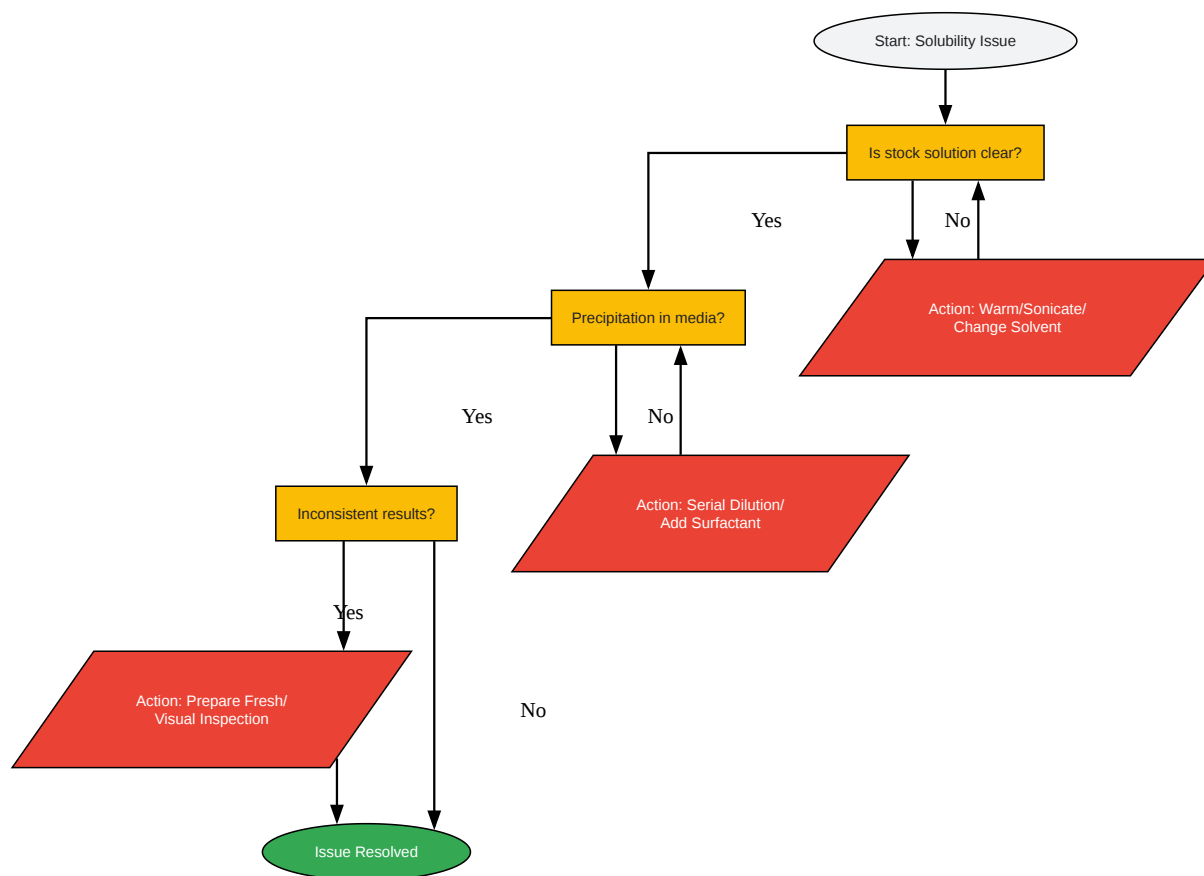 Start: Solubility Issue
Is stock solution clear?
Yes
No
Action: Warm/Sonicate/
Change Solvent
Precipitation in media?
Yes
No
Action: Serial Dilution/
Add Surfactant
Inconsistent results?
Yes
Action: Prepare Fresh/
Visual Inspection
No
Issue Resolved